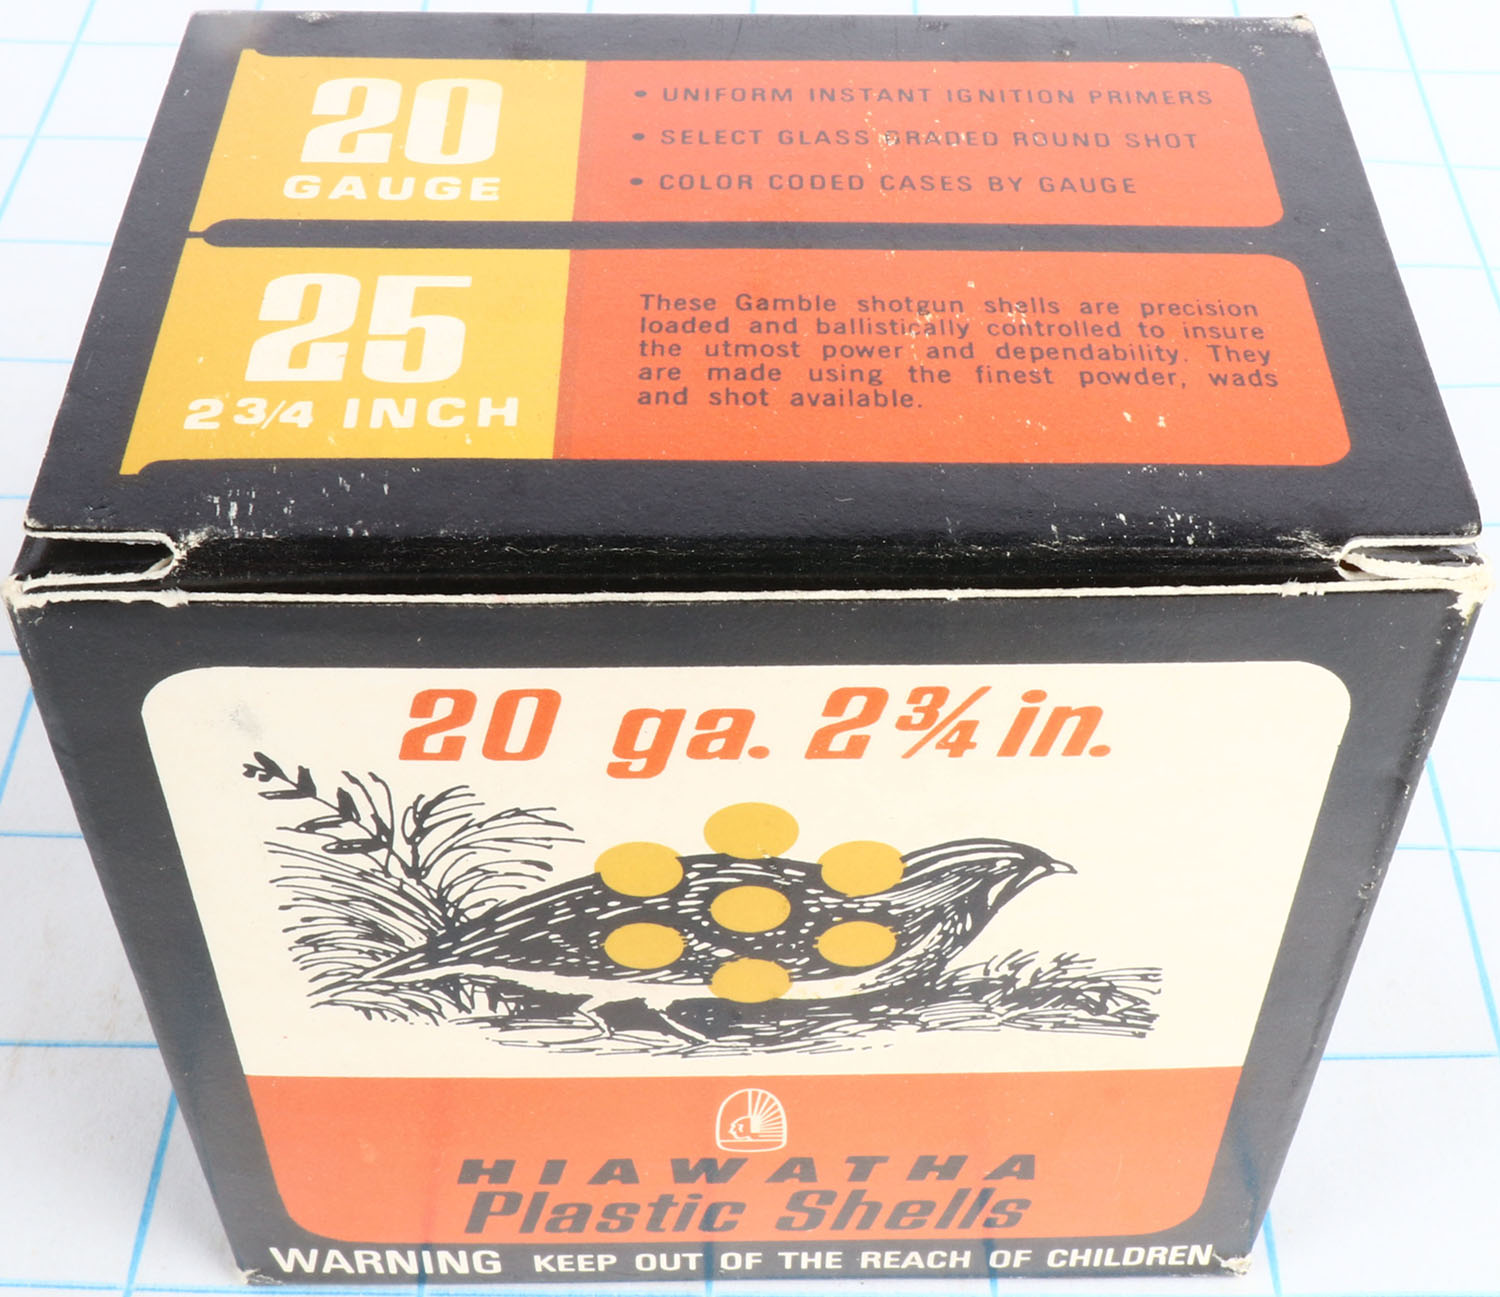 20
GAUGE
• UNIFORM INSTANT IGNITION PRIMERS
• SELECT GLASS GRADED ROUND SHOT
• COLOR CODED CASES BY GAUGE
25
2 3/4 INCH
These Gamble shotgun shells are precision
loaded and ballistically controlled to insure
the utmost power and dependability. They
are made using the finest powder, wads
and shot available.
20 ga. 2 3/4 in.
HIAWATHA
Plastic Shells
WARNING KEEP OUT OF THE REACH OF CHILDREN